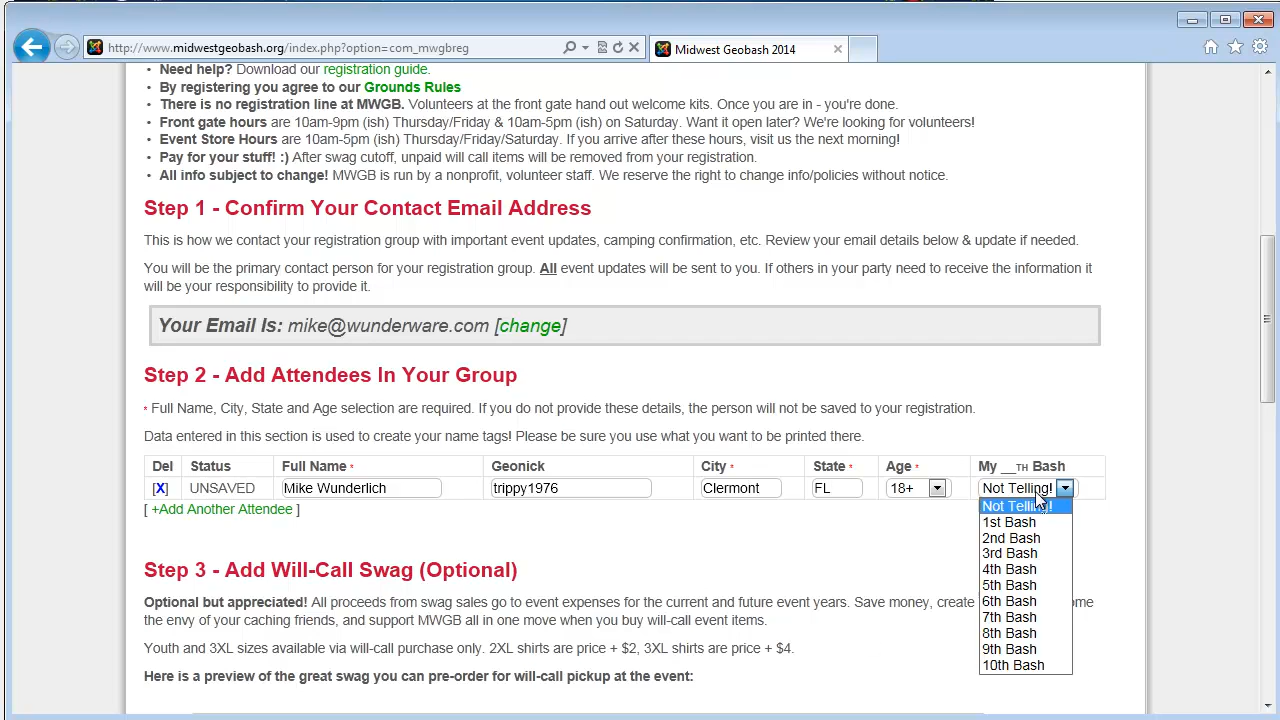 http://www.midwestgeobash.org/index.php?option=com_mwgbreg
Midwest Geobash 2014
• Need help? Download our registration guide.
• By registering you agree to our Grounds Rules
• There is no registration line at MWGB. Volunteers at the front gate hand out welcome kits. Once you are in - you're done.
• Front gate hours are 10am-9pm (ish) Thursday/Friday & 10am-5pm (ish) on Saturday. Want it open later? We're looking for volunteers!
• Event Store Hours are 10am-5pm (ish) Thursday/Friday/Saturday. If you arrive after these hours, visit us the next morning!
• Pay for your stuff! :) After swag cutoff, unpaid will call items will be removed from your registration.
• All info subject to change! MWGB is run by a nonprofit, volunteer staff. We reserve the right to change info/policies without notice.
Step 1 - Confirm Your Contact Email Address
This is how we contact your registration group with important event updates, camping confirmation, etc. Review your email details below & update if needed.
You will be the primary contact person for your registration group. All event updates will be sent to you. If others in your party need to receive the information it
will be your responsibility to provide it.
Your Email Is: mike@wunderware.com [change]
Step 2 - Add Attendees In Your Group
* Full Name, City, State and Age selection are required. If you do not provide these details, the person will not be saved to your registration.
Data entered in this section is used to create your name tags! Please be sure you use what you want to be printed there.
Del Status Full Name * Geonick City * State * Age * My __TH Bash
[X] UNSAVED Mike Wunderlich trippy1976 Clermont FL 18+ Not Telling!
[ +Add Another Attendee ]
Not Telling!
1st Bash
2nd Bash
3rd Bash
4th Bash
5th Bash
6th Bash
7th Bash
8th Bash
9th Bash
10th Bash
Step 3 - Add Will-Call Swag (Optional)
Optional but appreciated! All proceeds from swag sales go to event expenses for the current and future event years. Save money, create ome
the envy of your caching friends, and support MWGB all in one move when you buy will-call event items.
Youth and 3XL sizes available via will-call purchase only. 2XL shirts are price + $2, 3XL shirts are price + $4.
Here is a preview of the great swag you can pre-order for will-call pickup at the event: